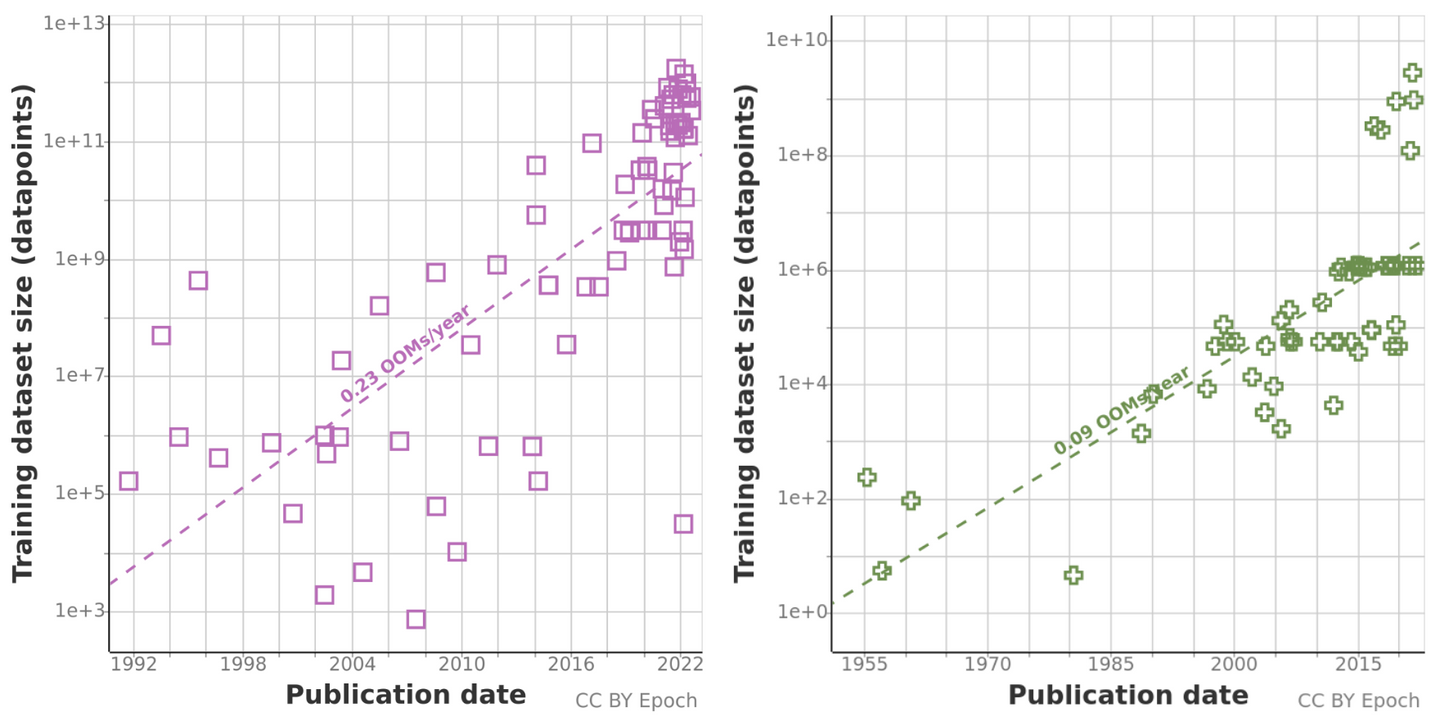 Training dataset size (datapoints)
1e+13
1e+11
1e+9
1e+7
1e+5
1e+3
0.23 OOMs/year
1992 1998 2004 2010 2016 2022
Publication date
CC BY Epoch
Training dataset size (datapoints)
1e+10
1e+8
1e+6
1e+4
1e+2
1e+0
0.09 OOMs/year
1955 1970 1985 2000 2015
Publication date
CC BY Epoch